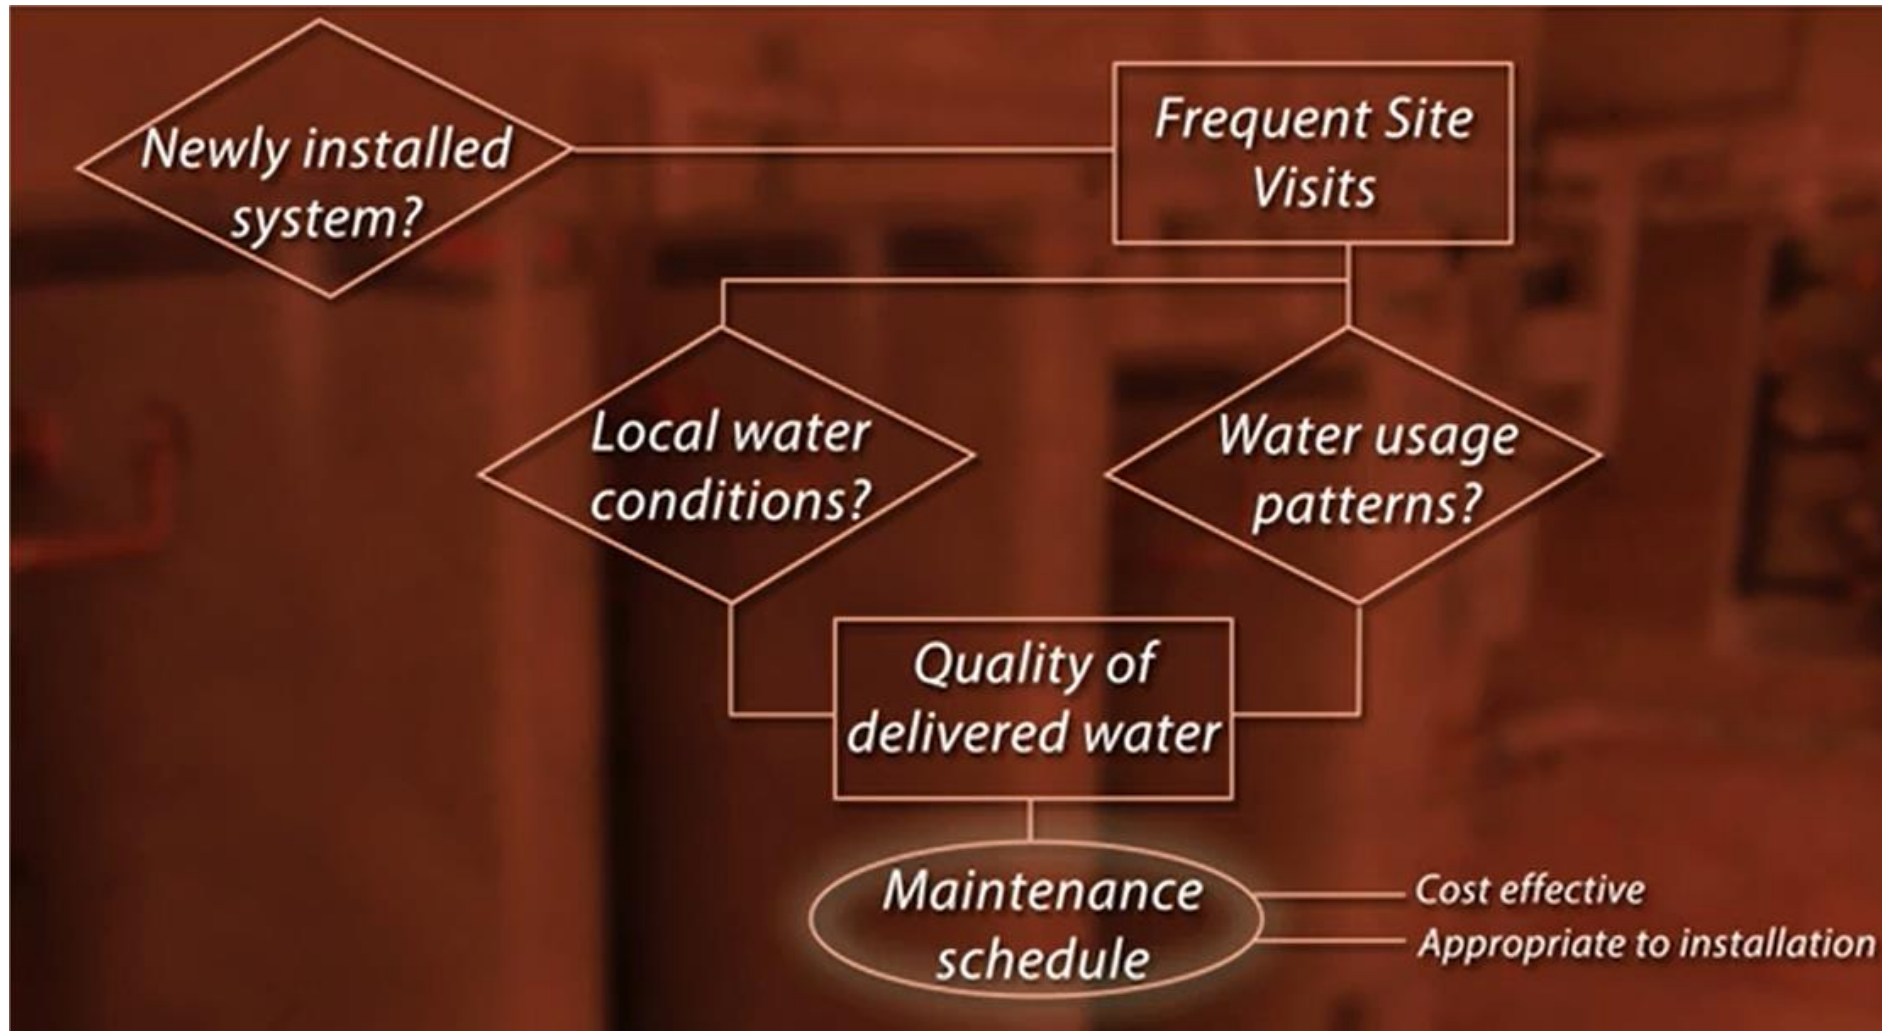 Newly installed
system?
Frequent Site
Visits
Local water
conditions?
Water usage
patterns?
Quality of
delivered water
Maintenance
schedule
Cost effective
Appropriate to installation